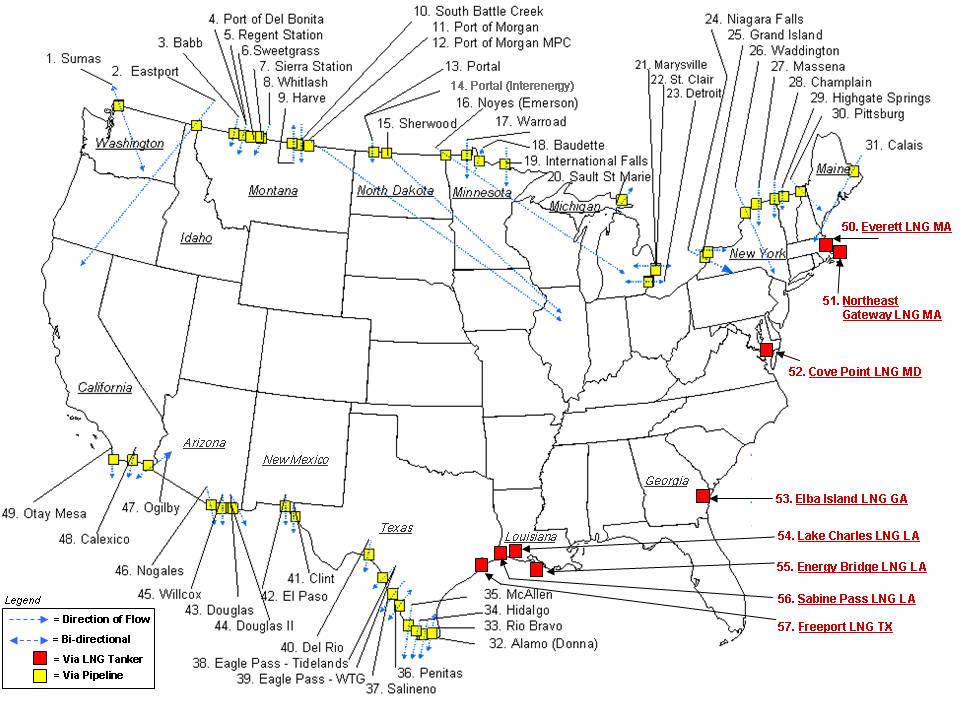 1. Sumas
2. Eastport
3. Babb
4. Port of Del Bonita
5. Regent Station
6.Sweetgrass
7. Sierra Station
8. Whitlash
9. Harve
10. South Battle Creek
11. Port of Morgan
12. Port of Morgan MPC
13. Portal
14. Portal (Interenergy)
15. Sherwood
16. Noyes (Emerson)
17. Warroad
18. Baudette
19. International Falls
20. Sault St Marie
21. Marysville
22. St. Clair
23. Detroit
24. Niagara Falls
25. Grand Island
26. Waddington
27. Massena
28. Champlain
29. Highgate Springs
30. Pittsburg
31. Calais
Washington
Montana
North Dakota
Minnesota
Michigan
Maine
New York
Idaho
California
Arizona
New Mexico
Texas
Louisiana
Georgia
50. Everett LNG MA
51. Northeast
Gateway LNG MA
52. Cove Point LNG MD
53. Elba Island LNG GA
54. Lake Charles LNG LA
55. Energy Bridge LNG LA
56. Sabine Pass LNG LA
57. Freeport LNG TX
49. Otay Mesa
48. Calexico
47. Ogilby
46. Nogales
45. Willcox
43. Douglas
44. Douglas II
42. El Paso
41. Clint
40. Del Rio
38. Eagle Pass - Tidelands
39. Eagle Pass - WTG
37. Salineno
36. Penitas
35. McAllen
34. Hidalgo
33. Rio Bravo
32. Alamo (Donna)
Legend
= Direction of Flow
= Bi-directional
= Via LNG Tanker
= Via Pipeline